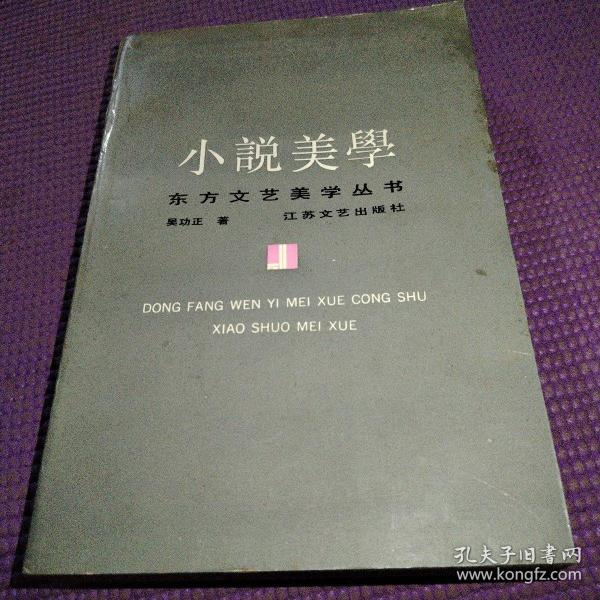 小説美學
东方文艺美学丛书
吴功正 著 江苏文艺出版社
DONG FANG WEN YI MEI XUE CONG SHU
XIAO SHUO MEI XUE
孔夫子旧書网
www.kongfz.com